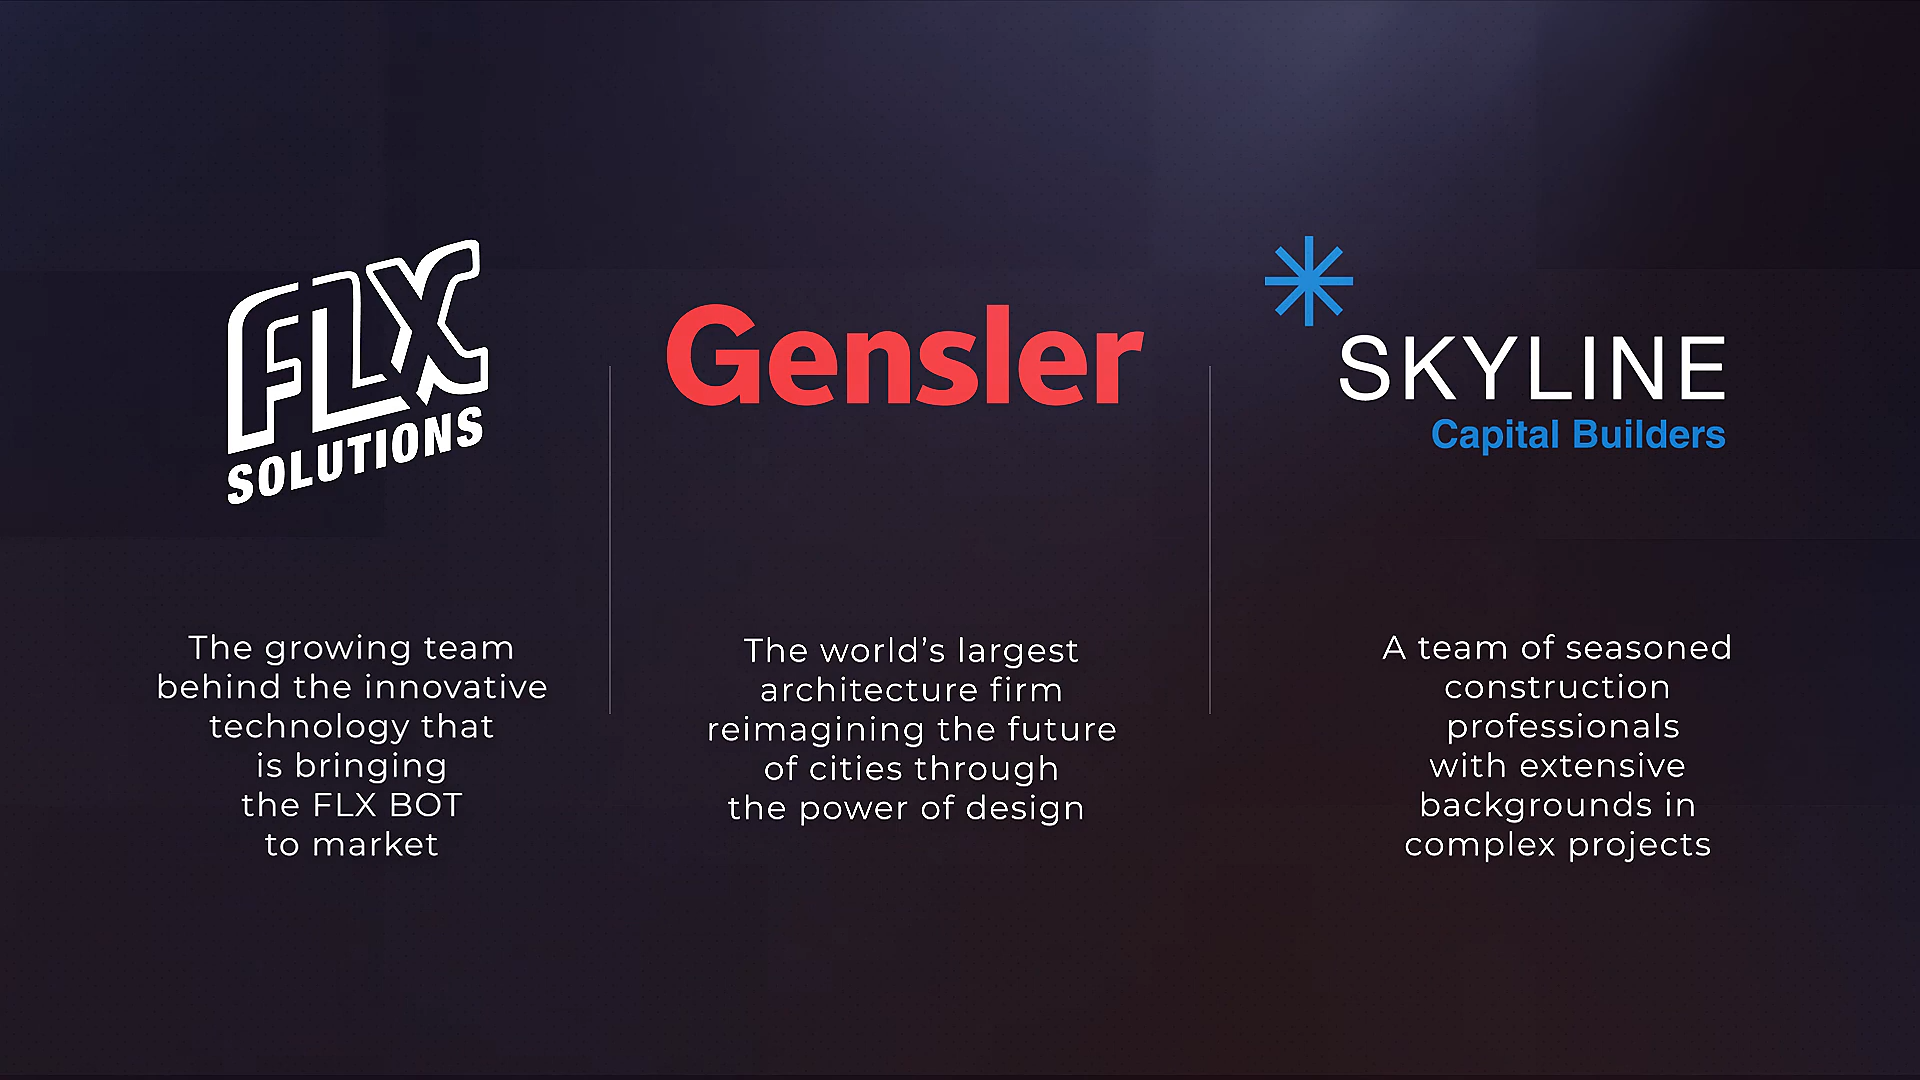 FLX
SOLUTIONS
The growing team
behind the innovative
technology that
is bringing
the FLX BOT
to market
Gensler
The world’s largest
architecture firm
reimagining the future
of cities through
the power of design
SKYLINE
Capital Builders
A team of seasoned
construction
professionals
with extensive
backgrounds in
complex projects